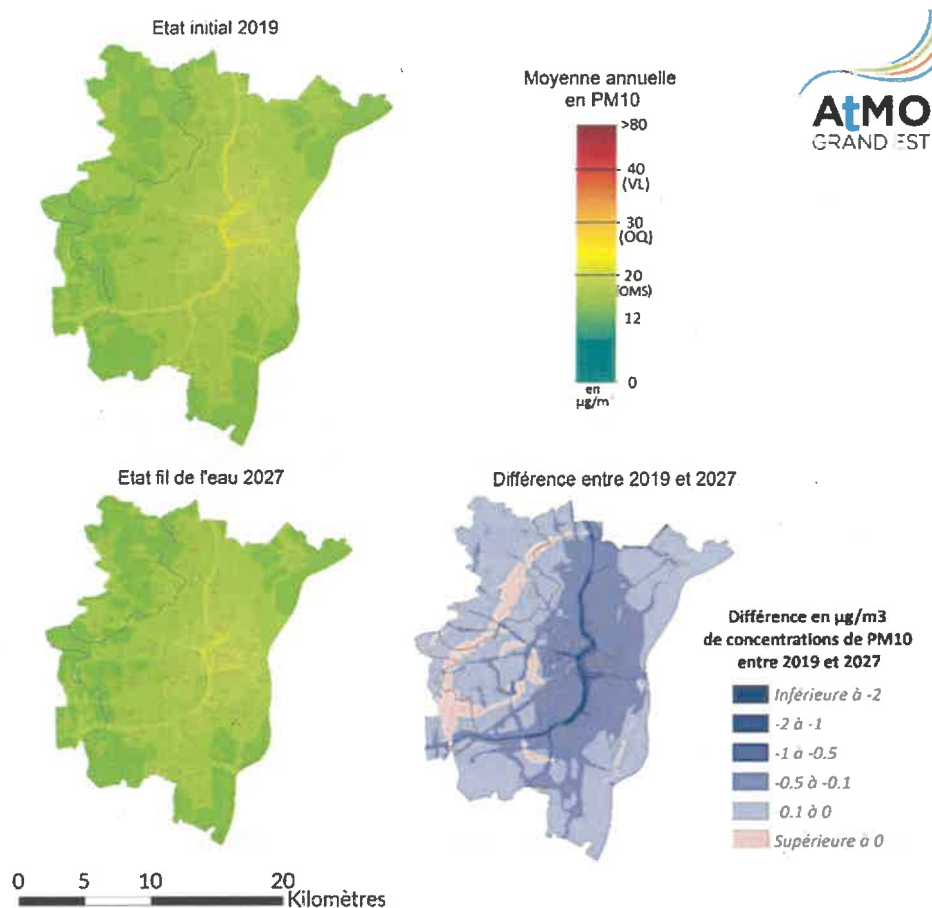 Etat initial 2019
Moyenne annuelle
en PM10
>80
40
(VL)
30
(OQ)
20
(OMS)
12
0
en
µg/m
AtMO
GRAND EST
Etat fil de l'eau 2027
Différence entre 2019 et 2027
Différence en µg/m3
de concentrations de PM10
entre 2019 et 2027
Inférieure à -2
-2 à -1
-1 à -0.5
-0.5 à -0.1
0.1 à 0
Supérieure à 0
0 5 10 20
Kilomètres